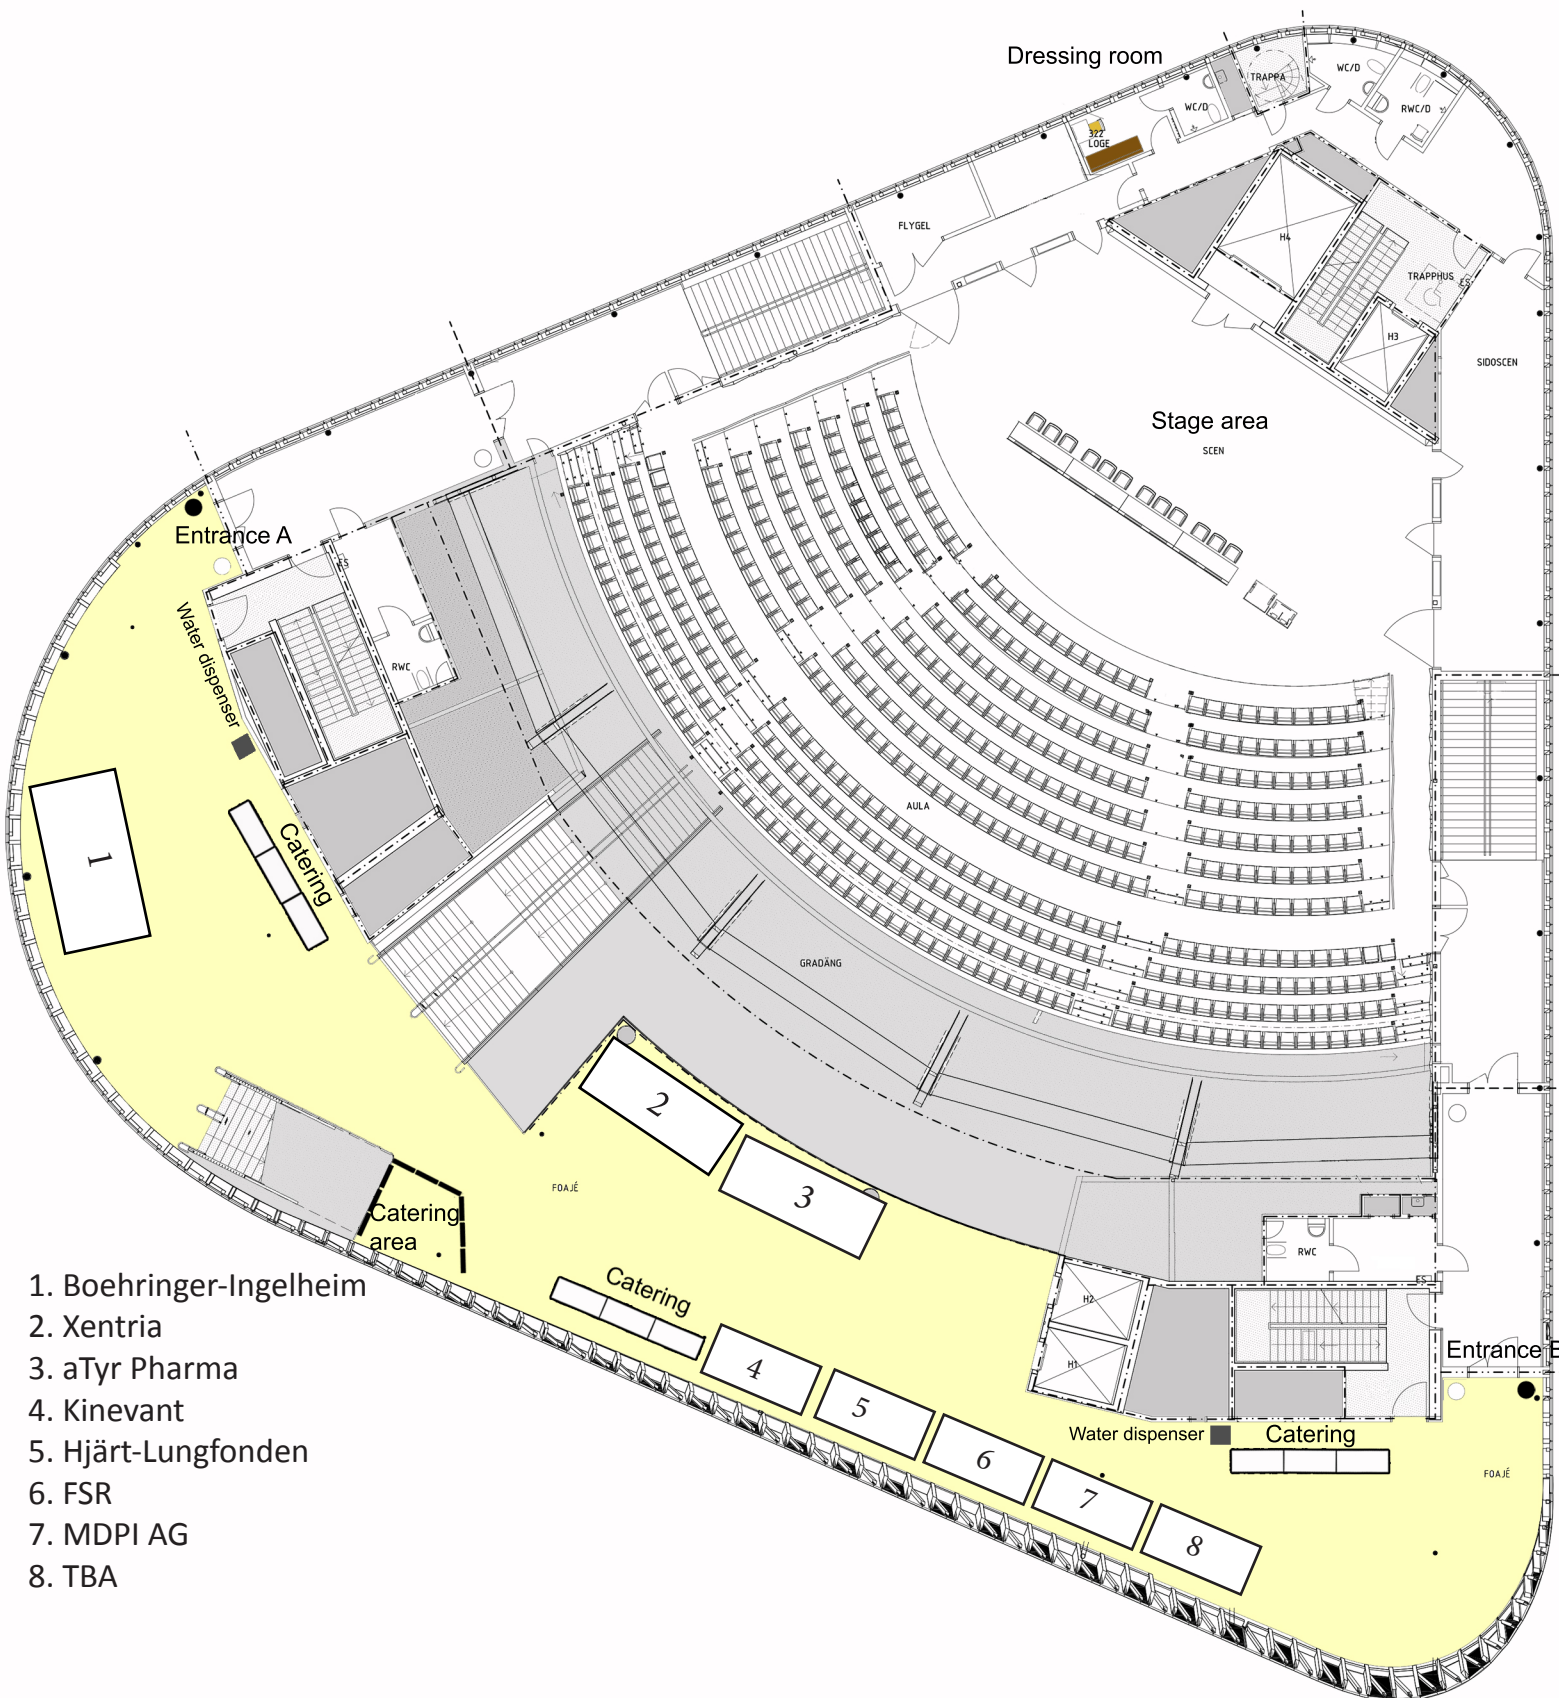 Dressing room
TRAPPA
WC/D
RWC/D
WC/D
322
LOGE
FLYGEL
H4
TRAPPHUS
ES
H3
SIDOSCEN
Stage area
SCEN
Entrance A
ES
Water dispenser
RWC
AULA
1
Catering
GRADÄNG
2
3
FOAJÉ
Catering
area
RWC
ES
Catering
H2
H1
Entrance B
4
5
6
7
8
Water dispenser
Catering
FOAJÉ
1. Boehringer-Ingelheim
2. Xentria
3. aTyr Pharma
4. Kinevant
5. Hjärt-Lungfonden
6. FSR
7. MDPI AG
8. TBA